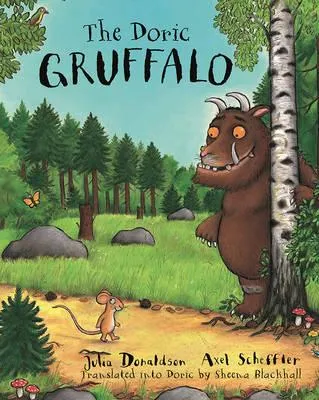 The Doric
GRUFFALO
Julia Donaldson Axel Scheffler
Translated into Doric by Sheena Blackhall